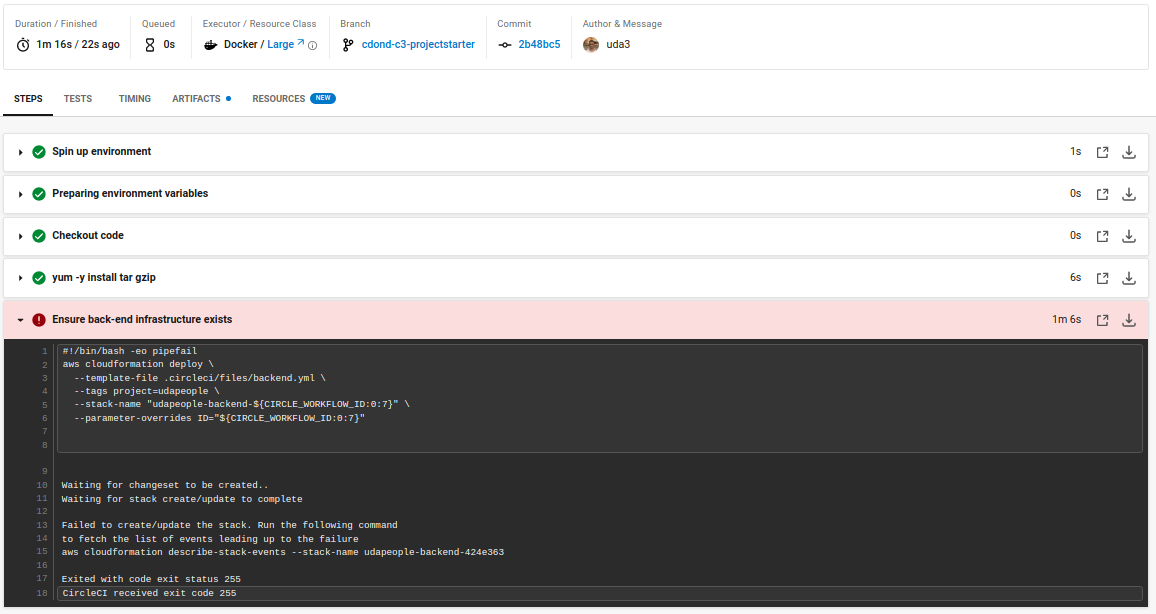 Duration / Finished
Queued
Executor / Resource Class
Branch
Commit
Author & Message
1m 16s / 22s ago
0s
Docker / Large
cdond-c3-projectstarter
2b48bc5
uda3
STEPS
TESTS
TIMING
ARTIFACTS
RESOURCES
NEW
Spin up environment
1s
Preparing environment variables
0s
Checkout code
0s
yum -y install tar gzip
6s
Ensure back-end infrastructure exists
1m 6s
1 #!/bin/bash -eo pipefail
2 aws cloudformation deploy \
3 --template-file .circleci/files/backend.yml \
4 --tags project=udapeople \
5 --stack-name "udapeople-backend-${CIRCLE_WORKFLOW_ID:0:7}" \
6 --parameter-overrides ID="${CIRCLE_WORKFLOW_ID:0:7}"
7
8
9
10 Waiting for changeset to be created..
11 Waiting for stack create/update to complete
12
13 Failed to create/update the stack. Run the following command
14 to fetch the list of events leading up to the failure
15 aws cloudformation describe-stack-events --stack-name udapeople-backend-424e363
16
17 Exited with code exit status 255
18 CircleCI received exit code 255